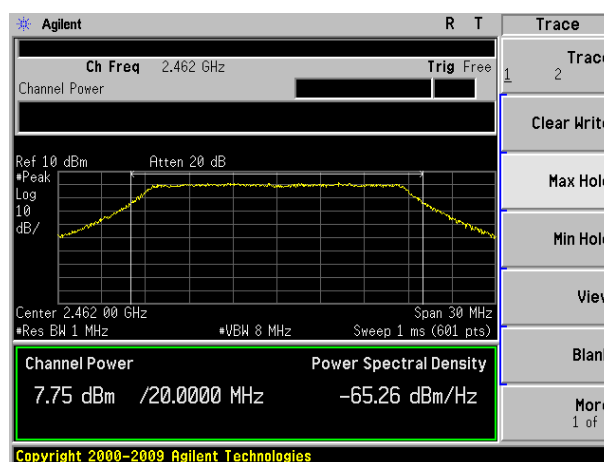 Agilent R T Trace
Ch Freq 2.462 GHz Trig Free
Channel Power
Trace
1 2
Clear Write
Max Hold
Min Hold
View
Blank
More
1 of
Ref 10 dBm Atten 20 dB
#Peak
Log
10
dB/
Center 2.462 00 GHz Span 30 MHz
#Res BW 1 MHz #VBW 8 MHz Sweep 1 ms (601 pts)
Channel Power Power Spectral Density
7.75 dBm /20.0000 MHz -65.26 dBm/Hz
Copyright 2000-2009 Agilent Technologies